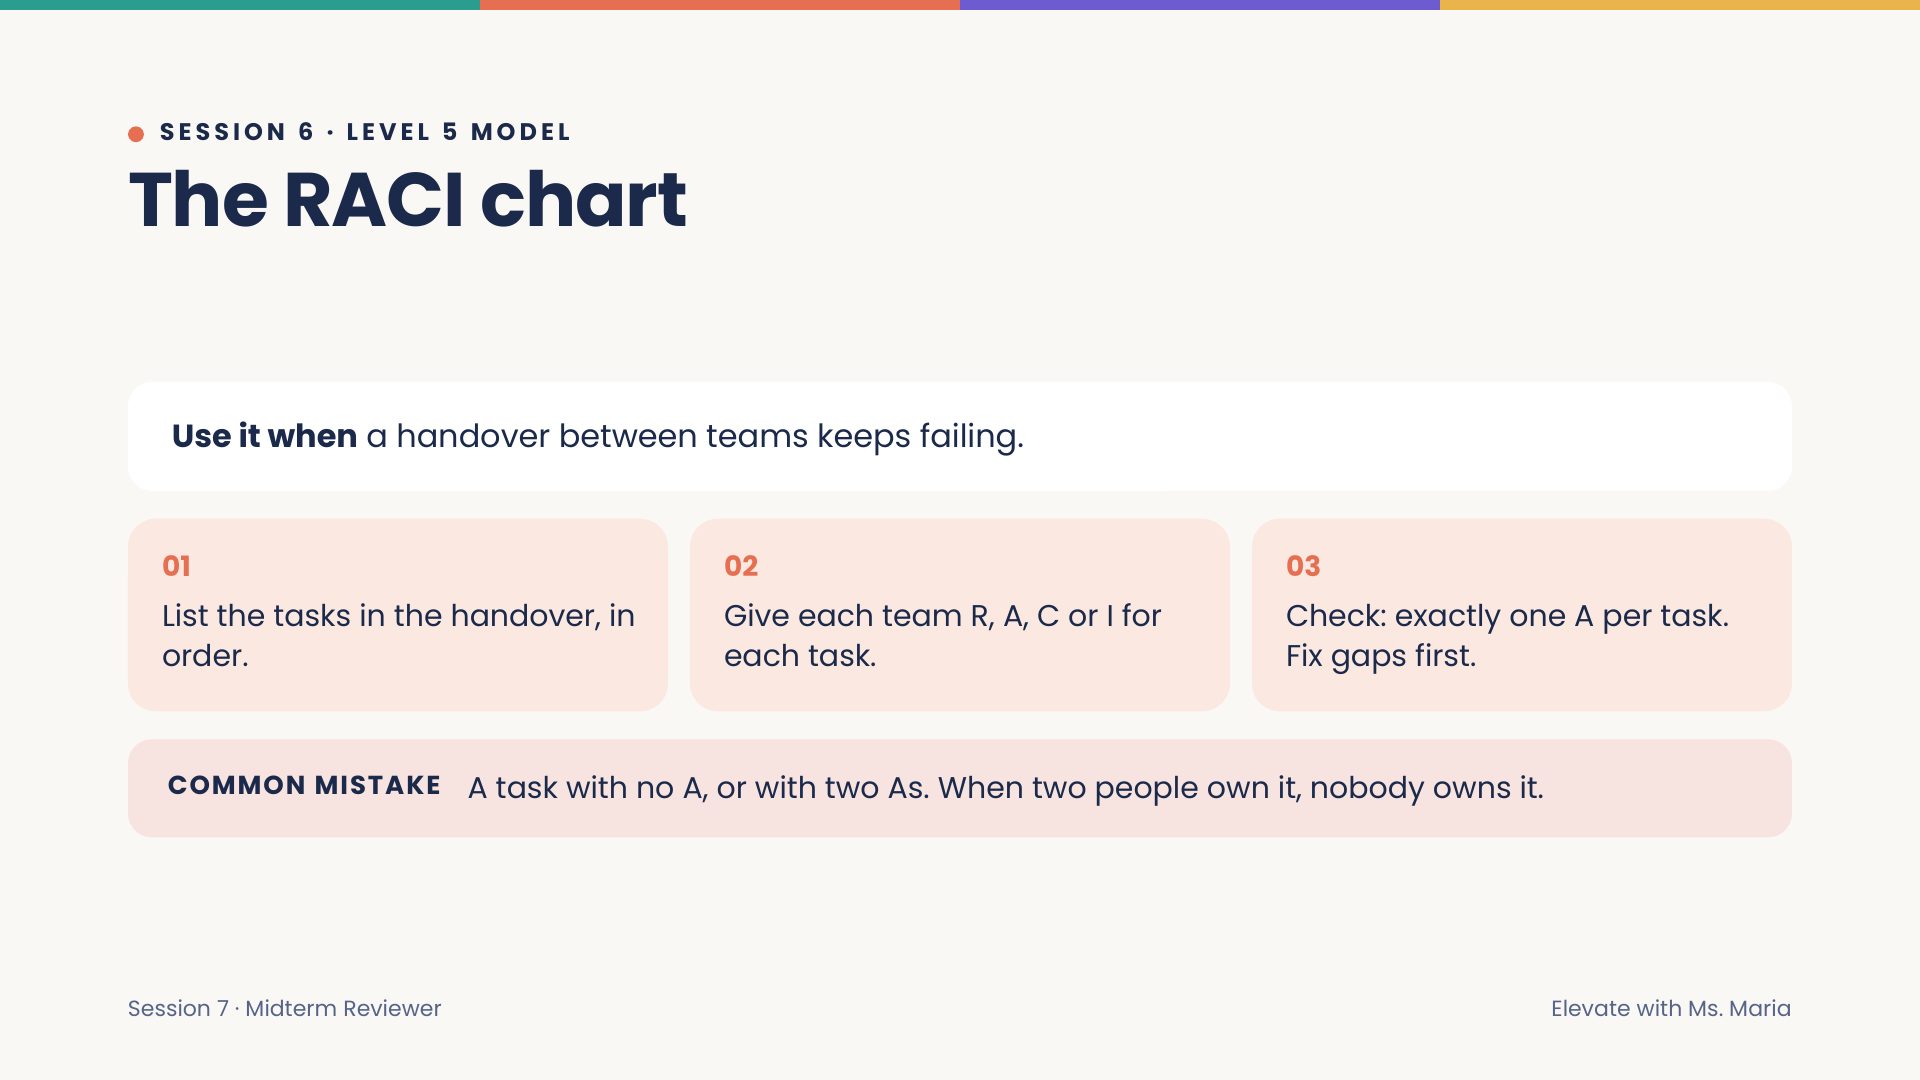 SESSION 6 · LEVEL 5 MODEL
The RACI chart
Use it when a handover between teams keeps failing.
01
List the tasks in the handover, in
order.
02
Give each team R, A, C or I for
each task.
03
Check: exactly one A per task.
Fix gaps first.
COMMON MISTAKE A task with no A, or with two As. When two people own it, nobody owns it.
Session 7 · Midterm Reviewer
Elevate with Ms. Maria